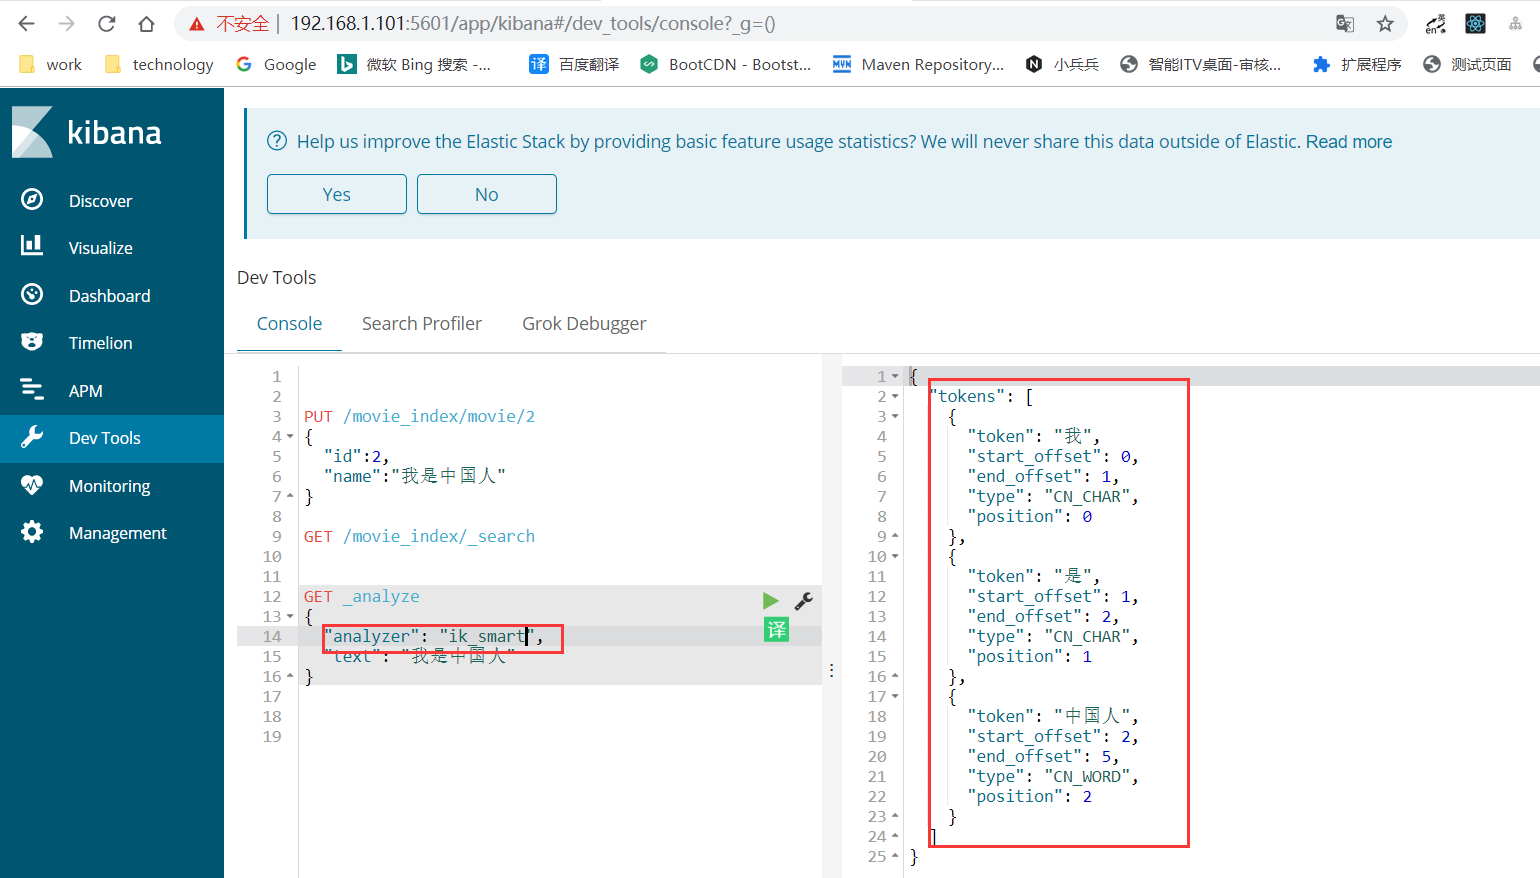 不安全 | 192.168.1.101:5601/app/kibana#/dev_tools/console?_g=()
英
en
work technology Google 微软 Bing 搜索 -... 译 百度翻译 BootCDN - Bootst... MVN Maven Repository,... N 小兵兵 智能ITV桌面-审核... 扩展程序 测试页面
kibana
Discover
Visualize
Dashboard
Timelion
APM
Dev Tools
Monitoring
Management
? Help us improve the Elastic Stack by providing basic feature usage statistics? We will never share this data outside of Elastic. Read more
Yes No
Dev Tools
Console Search Profiler Grok Debugger
1
2
3 PUT /movie_index/movie/2
4 {
5 "id":2,
6 "name":"我是中国人"
7 }
8
9 GET /movie_index/_search
10
11
12 GET _analyze
13 {
14 "analyzer": "ik_smart",
15 "text": "我是中国人"
16 }
17
18
19
译
1 {
2 "tokens": [
3 {
4 "token": "我",
5 "start_offset": 0,
6 "end_offset": 1,
7 "type": "CN_CHAR",
8 "position": 0
9 },
10 {
11 "token": "是",
12 "start_offset": 1,
13 "end_offset": 2,
14 "type": "CN_CHAR",
15 "position": 1
16 },
17 {
18 "token": "中国人",
19 "start_offset": 2,
20 "end_offset": 5,
21 "type": "CN_WORD",
22 "position": 2
23 }
24 ]
25 }